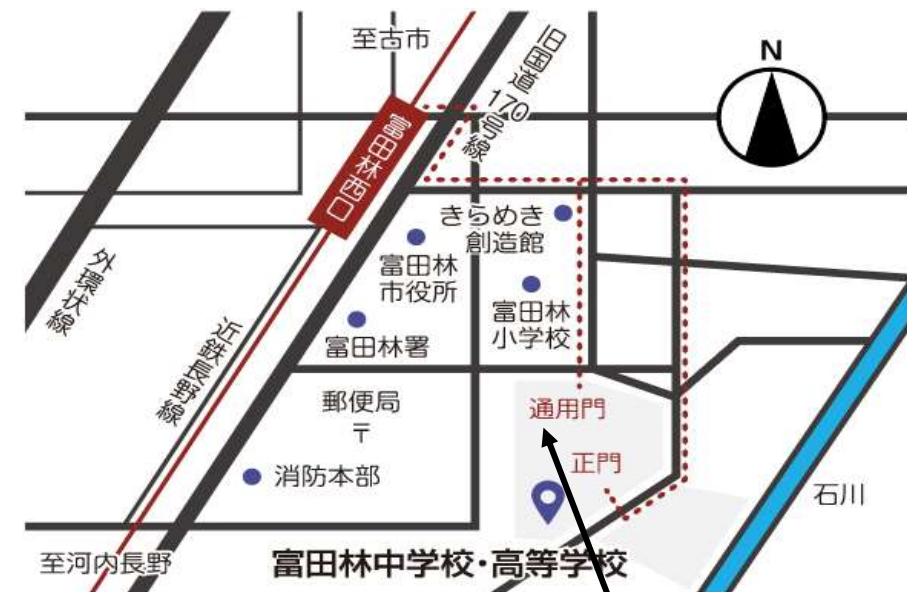 至古市
旧国道170号線
N
富田林西口
きらめき
創造館
富田林
市役所
外環状線
富田林
小学校
富田林署
近鉄長野線
郵便局
〒
通用門
正門
消防本部
石川
至河内長野
富田林中学校・高等学校